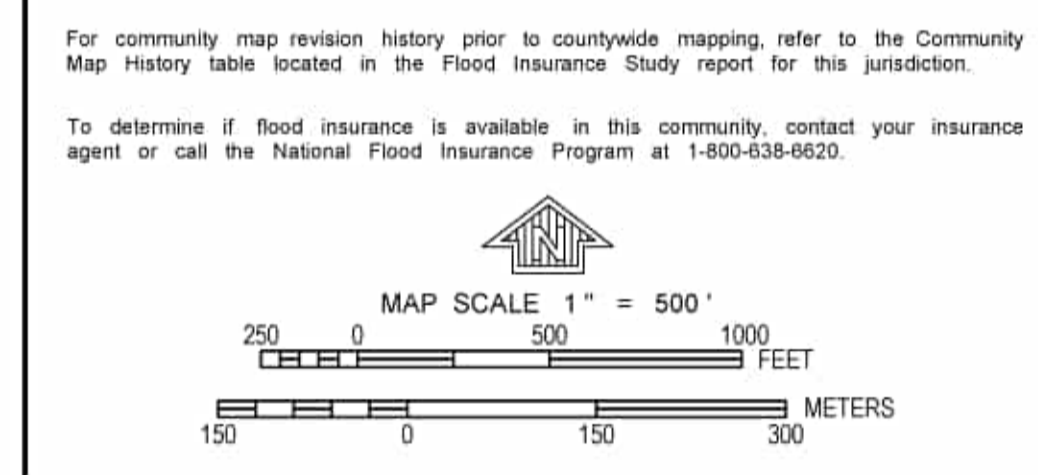 For community map revision history prior to countywide mapping, refer to the Community
Map History table located in the Flood Insurance Study report for this jurisdiction.
To determine if flood insurance is available in this community, contact your insurance
agent or call the National Flood Insurance Program at 1-800-638-6620.
N
MAP SCALE 1" = 500'
250 0 500 1000
FEET
METERS
150 0 150 300